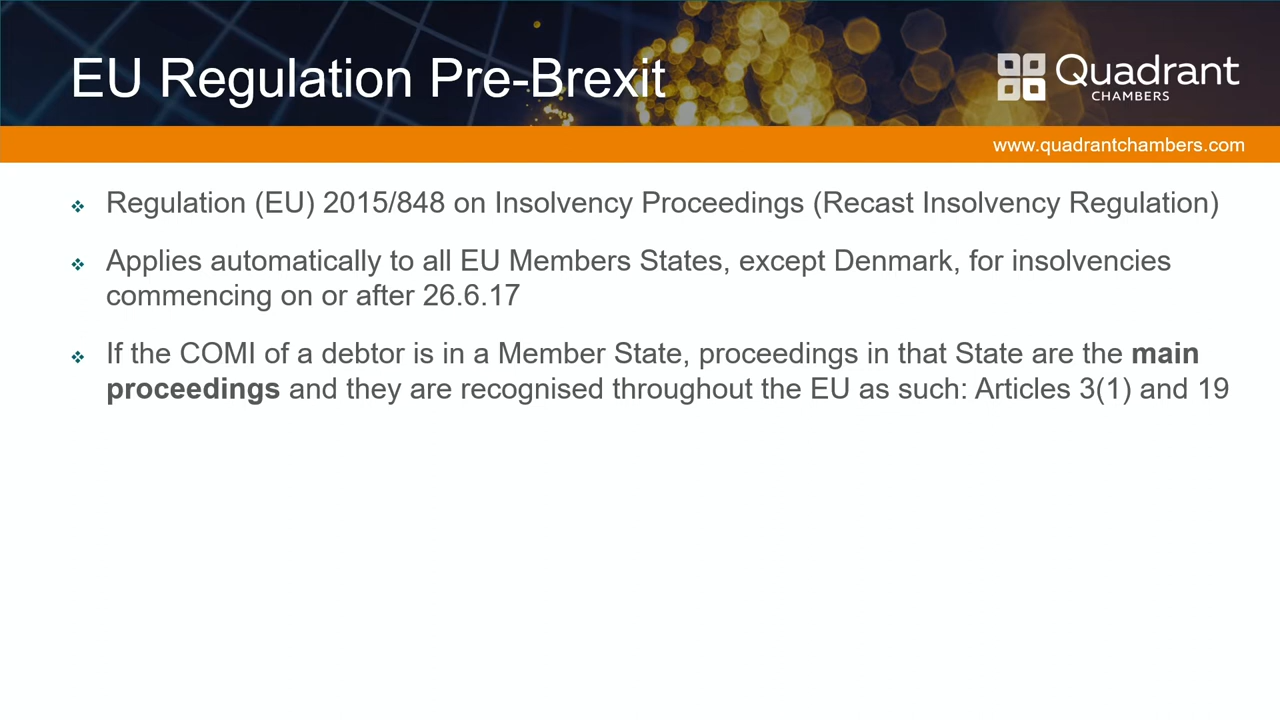 EU Regulation Pre-Brexit
Quadrant
CHAMBERS
www.quadrantchambers.com
Regulation (EU) 2015/848 on Insolvency Proceedings (Recast Insolvency Regulation)
Applies automatically to all EU Members States, except Denmark, for insolvencies
commencing on or after 26.6.17
If the COMI of a debtor is in a Member State, proceedings in that State are the main
proceedings and they are recognised throughout the EU as such: Articles 3(1) and 19